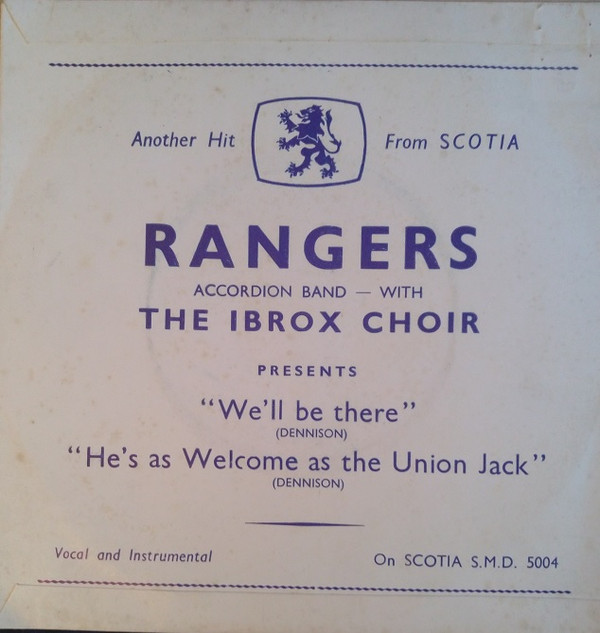 Another Hit From SCOTIA
RANGERS
ACCORDION BAND — WITH
THE IBROX CHOIR
PRESENTS
“We’ll be there”
(DENNISON)
“He’s as Welcome as the Union Jack”
(DENNISON)
Vocal and Instrumental On SCOTIA S.M.D. 5004